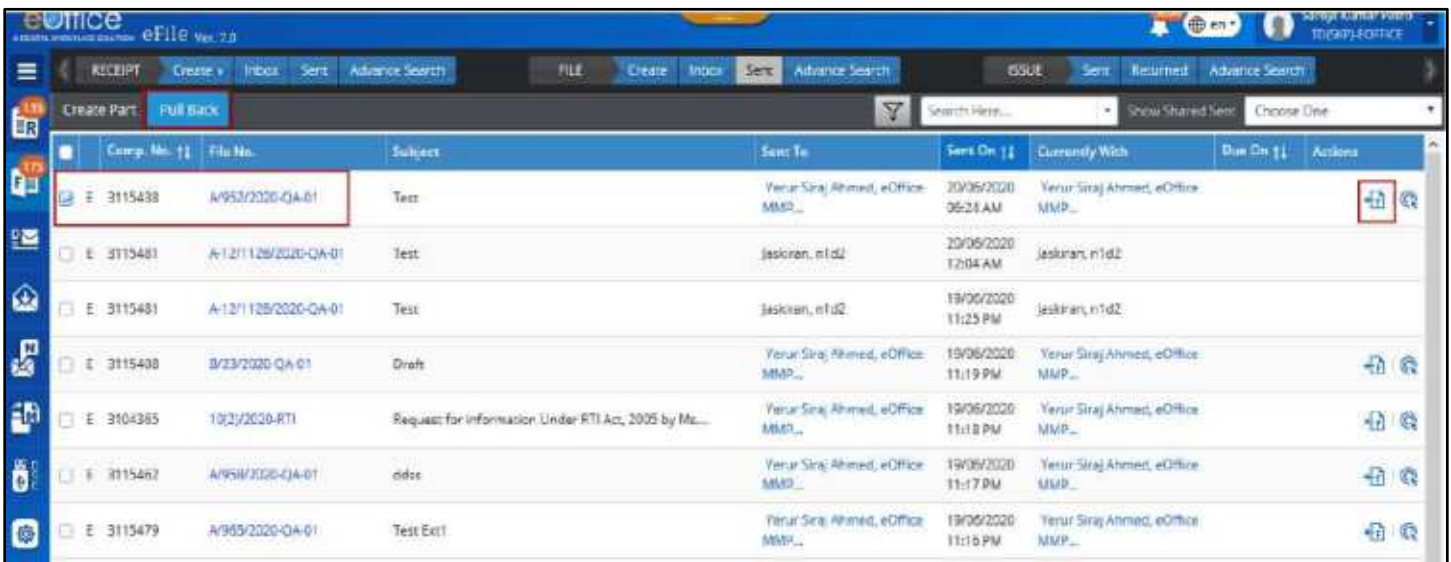 eOffice
eFile Ver. 7.0
en
TD(SKP)-EOFFICE
RECEIPT Create Inbox Sent Advance Search FILE Create Inbox Sent Advance Search ISSUE Sent Returned Advance Search
Create Part Pull Back Search Here... Show Shared Sent Choose One
Comp. No. File No. Subject Sent To Sent On Currently With Due On Actions
E 3115438 A/952/2020-QA-01 Test Yerur Siraj Ahmed, eOffice MMP... 20/06/2020 Yerur Siraj Ahmed, eOffice MMP...
E 3115481 A-12/1128/2020-QA-01 Test Jaskiran, n1d2 20/06/2020 12:04 AM Jaskiran, n1d2
E 3115481 A-12/1128/2020-QA-01 Test Jaskiran, n1d2 19/06/2020 11:25 PM Jaskiran, n1d2
E 3115408 B/23/2020-QA-01 Draft Yerur Siraj Ahmed, eOffice MMP... 19/06/2020 11:19 PM Yerur Siraj Ahmed, eOffice MMP...
E 3104365 10(2)/2020-RTI Request for information Under RTI Act, 2005 by Ms.... Yerur Siraj Ahmed, eOffice MMP... 19/06/2020 11:18 PM Yerur Siraj Ahmed, eOffice MMP...
E 3115462 A/958/2020-QA-01 Yerur Siraj Ahmed, eOffice MMP... 19/06/2020 11:17 PM Yerur Siraj Ahmed, eOffice MMP...
E 3115479 A/965/2020-QA-01 Test Ext1 Yerur Siraj Ahmed, eOffice MMP... 19/06/2020 11:16 PM Yerur Siraj Ahmed, eOffice MMP...